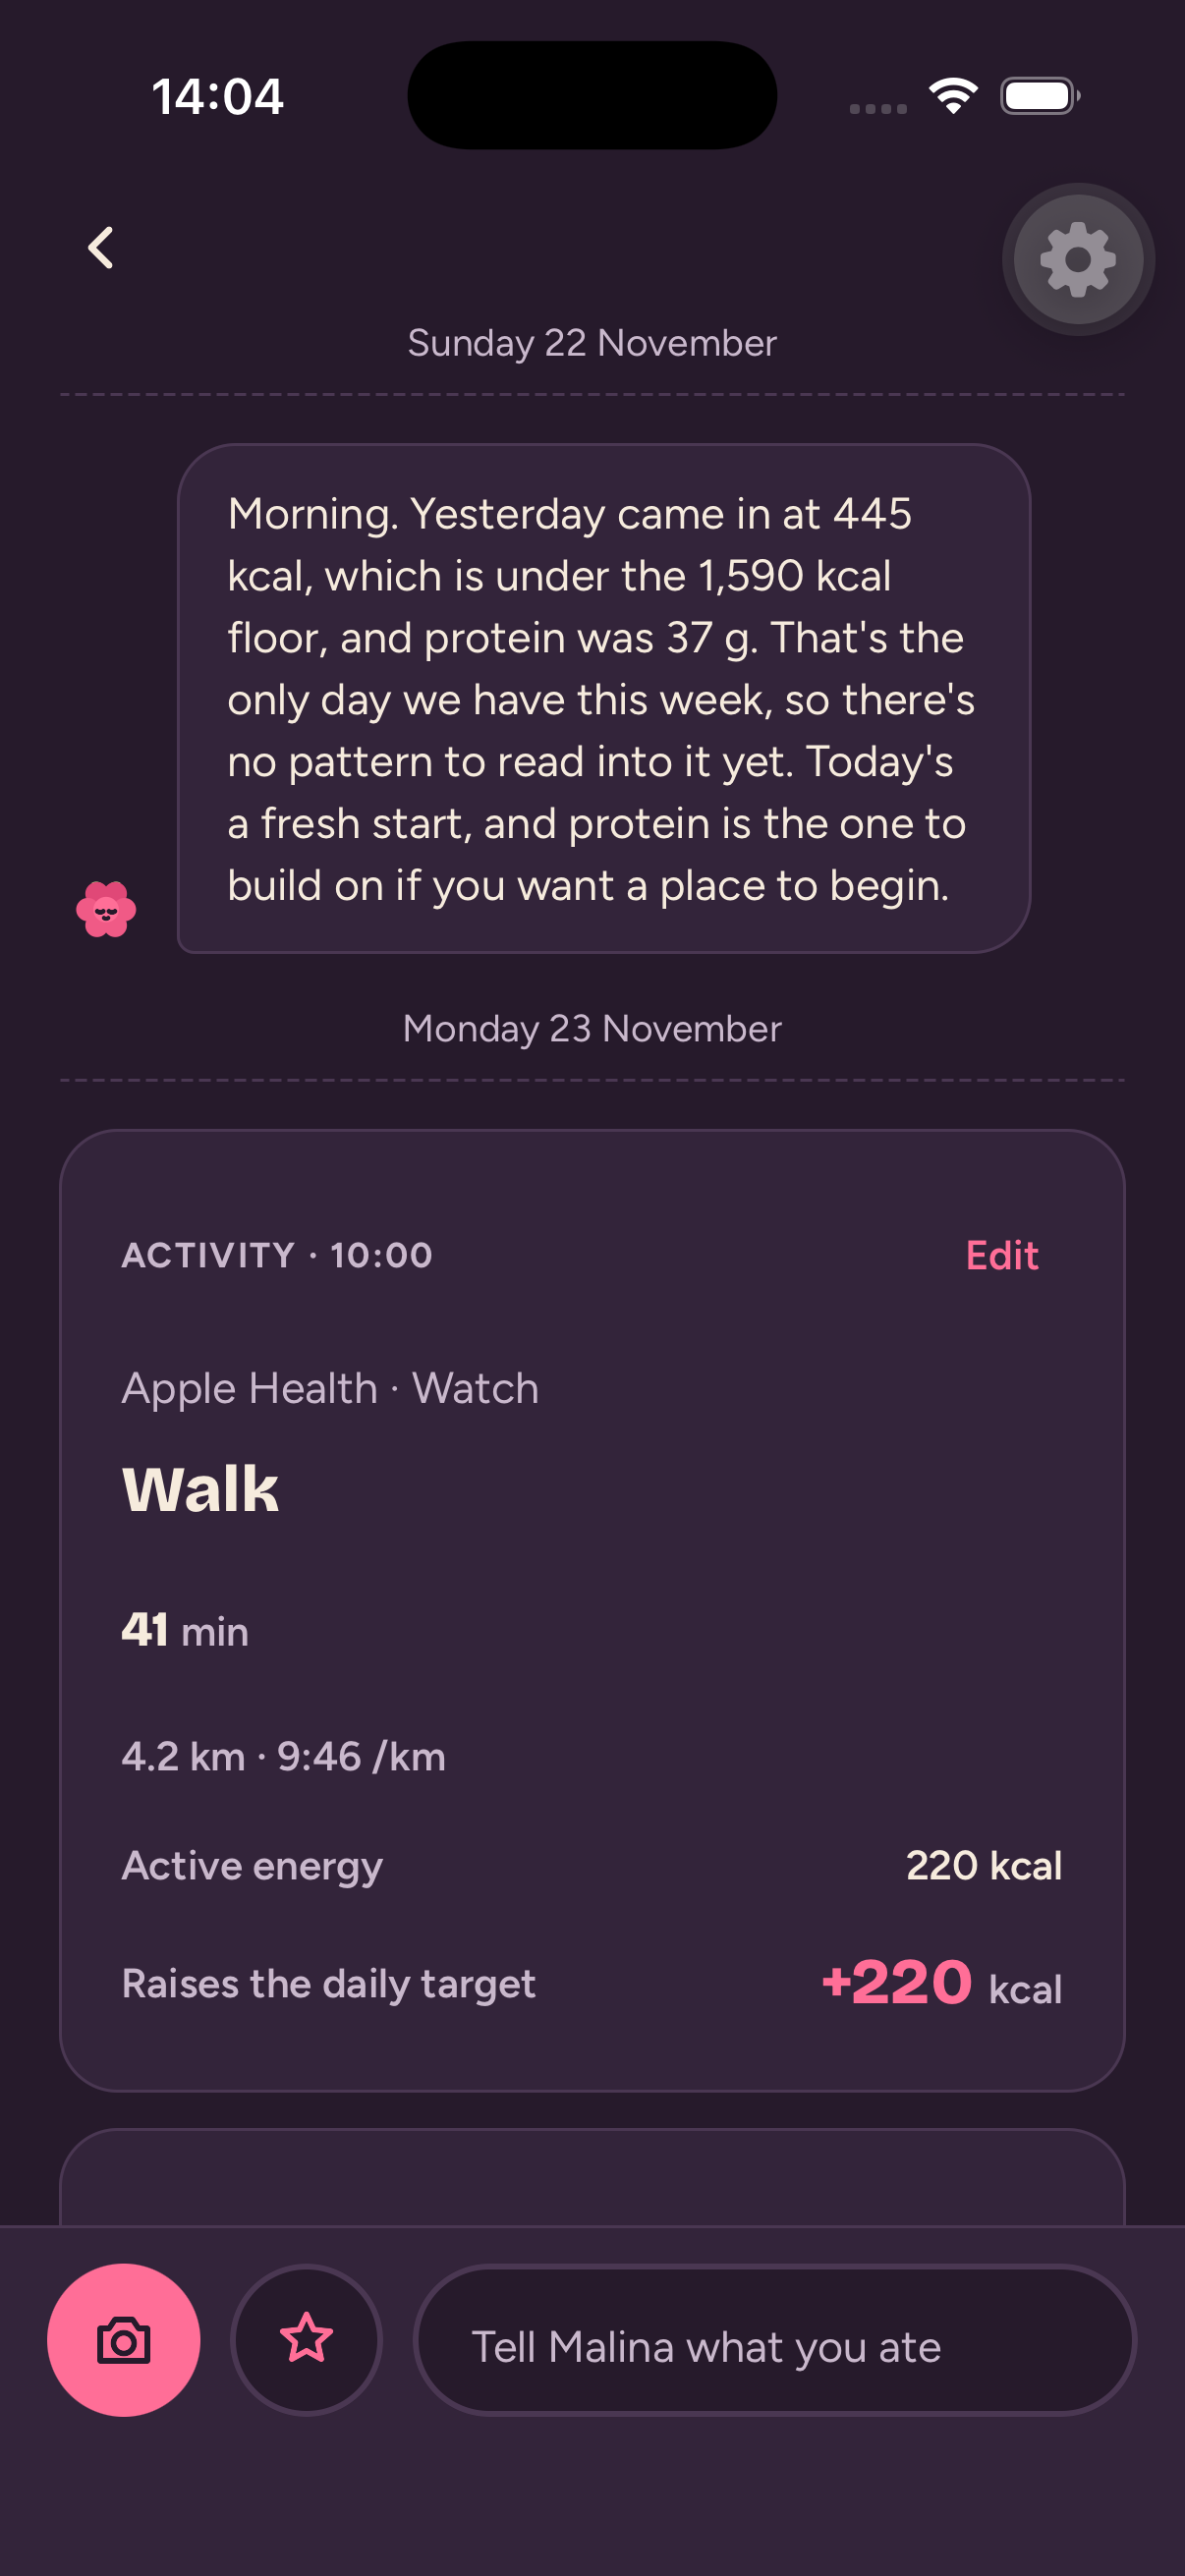 14:04
Sunday 22 November
Morning. Yesterday came in at 445
kcal, which is under the 1,590 kcal
floor, and protein was 37 g. That's the
only day we have this week, so there's
no pattern to read into it yet. Today's
a fresh start, and protein is the one to
build on if you want a place to begin.
Monday 23 November
ACTIVITY · 10:00 Edit
Apple Health · Watch
Walk
41 min
4.2 km · 9:46 /km
Active energy 220 kcal
Raises the daily target +220 kcal
Tell Malina what you ate